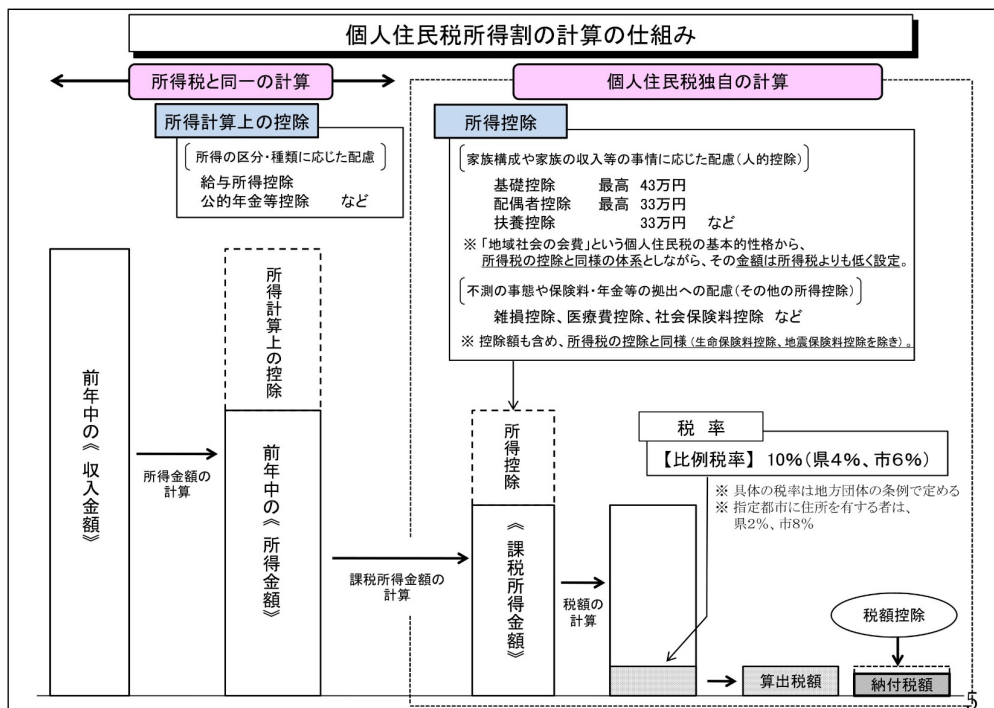 個人住民税所得割の計算の仕組み
所得税と同一の計算
個人住民税独自の計算
所得計算上の控除
所得の区分・種類に応じた配慮
給与所得控除
公的年金等控除 など
所得控除
家族構成や家族の収入等の事情に応じた配慮(人的控除)
基礎控除 最高 43万円
配偶者控除 最高 33万円
扶養控除 33万円 など
※ 「地域社会の会費」という個人住民税の基本的性格から、
所得税の控除と同様の体系としながら、その金額は所得税よりも低く設定。
不測の事態や保険料・年金等の拠出への配慮(その他の所得控除)
雑損控除、医療費控除、社会保険料控除 など
※ 控除額も含め、所得税の控除と同様(生命保険料控除、地震保険料控除を除き)。
前年中の《収入金額》
所得金額の
計算
所得計算上の控除
前年中の《所得金額》
課税所得金額の
計算
所得控除
《課税所得金額》
税額の
計算
税 率
【比例税率】 10%(県4%、市6%)
※ 具体の税率は地方団体の条例で定める
※ 指定都市に住所を有する者は、
県2%、市8%
算出税額
税額控除
納付税額
5